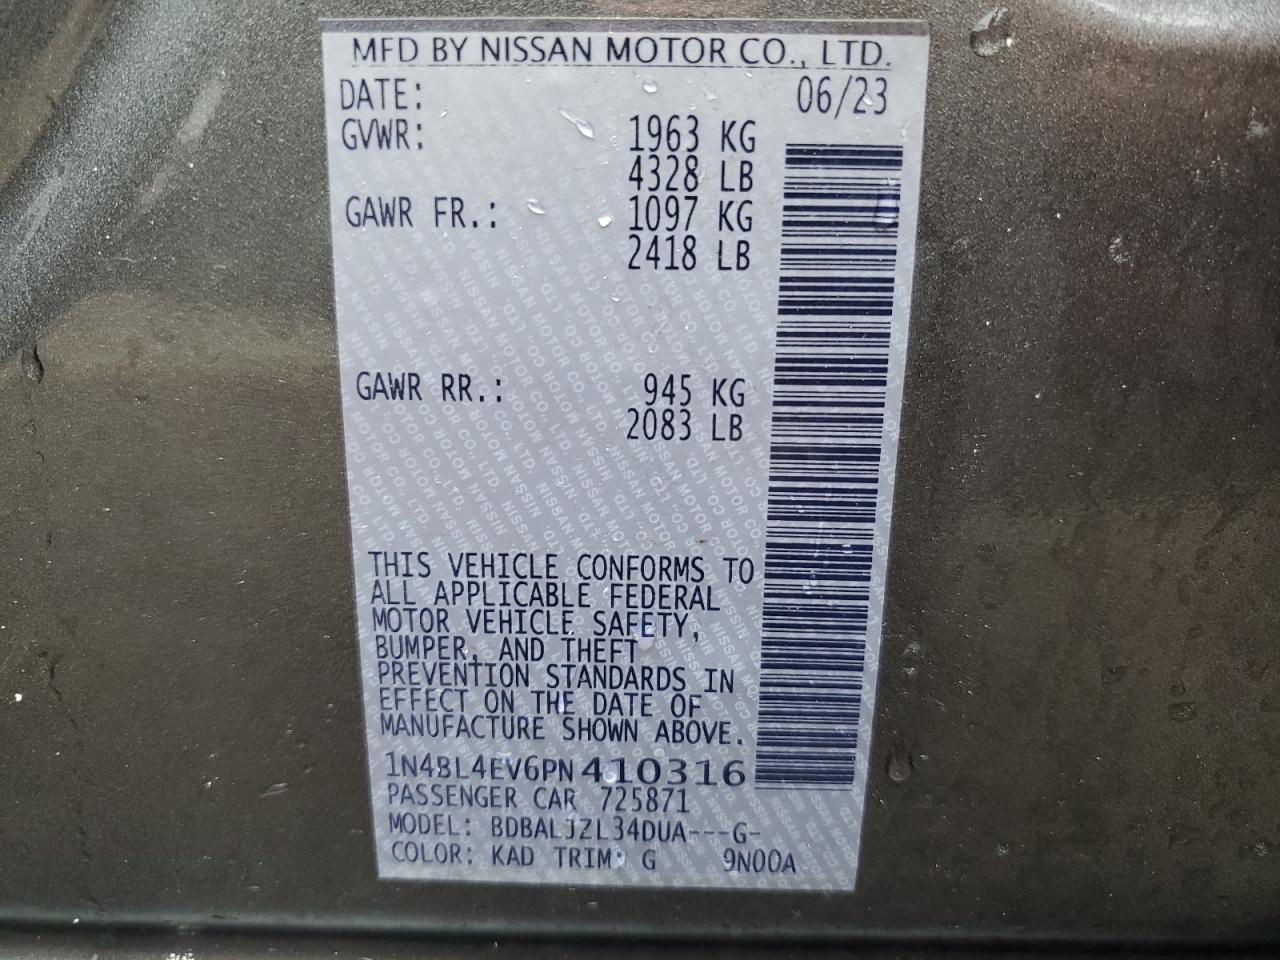 MFD BY NISSAN MOTOR CO., LTD.
DATE: 06/23
GVWR: 1963 KG
4328 LB
GAWR FR.: 1097 KG
2418 LB
GAWR RR.: 945 KG
2083 LB
THIS VEHICLE CONFORMS TO
ALL APPLICABLE FEDERAL
MOTOR VEHICLE SAFETY,
BUMPER, AND THEFT
PREVENTION STANDARDS IN
EFFECT ON THE DATE OF
MANUFACTURE SHOWN ABOVE.
1N4BL4EV6PN410316
PASSENGER CAR 725871
MODEL: BDBALJZL34DUA---G-
COLOR: KAD TRIM: G 9N00A